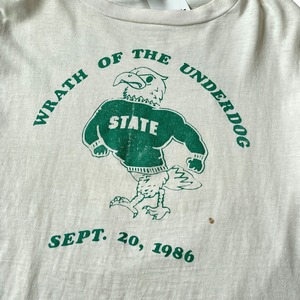 WRATH OF THE UNDERDOG
STATE
SEPT. 20, 1986